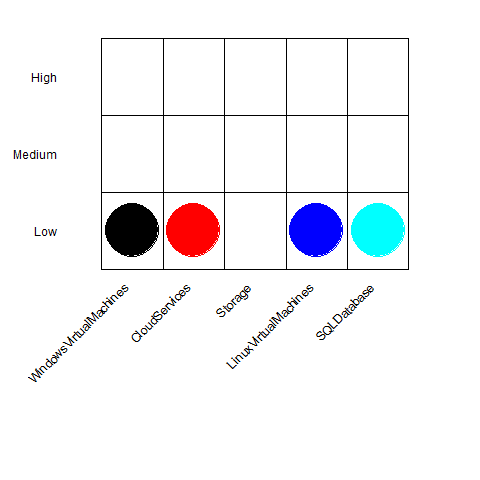 High
Medium
Low
WindowsVirtualMachines
CloudServices
Storage
LinuxVirtualMachines
SQLDatabase